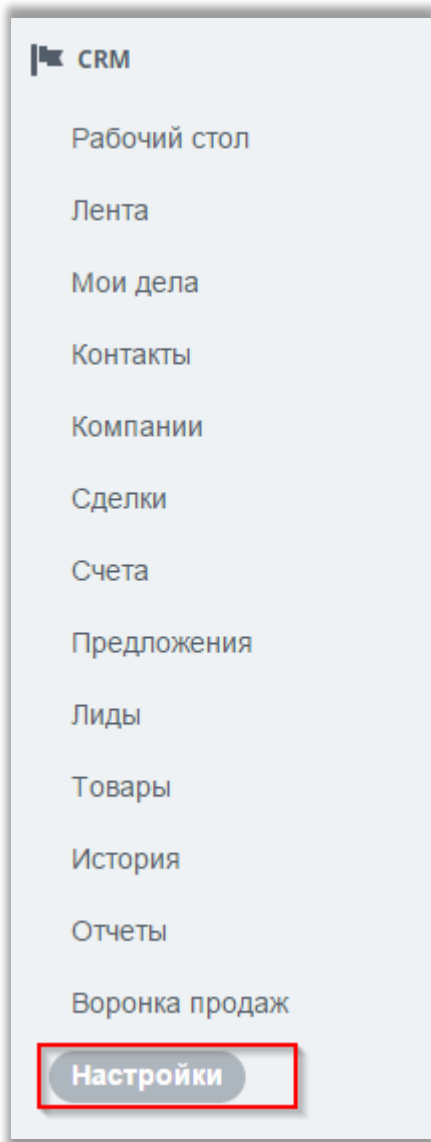 CRM
Рабочий стол
Лента
Мои дела
Контакты
Компании
Сделки
Счета
Предложения
Лиды
Товары
История
Отчеты
Воронка продаж
Настройки